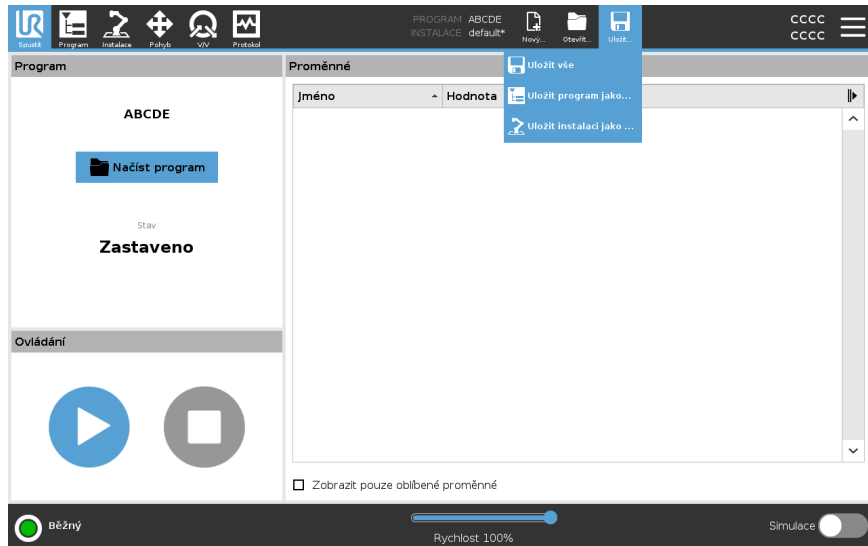 PROGRAM ABCDE
INSTALACE default*
Nový...
Otevřít...
Uložit...
CCCC
CCCC
Spustit
Program
Instalace
Pohyb
V/V
Protokol
Uložit vše
Uložit program jako...
Uložit instalaci jako ...
Program
ABCDE
Načíst program
Stav
Zastaveno
Ovládání
Proměnné
Jméno
Hodnota
Zobrazit pouze oblíbené proměnné
Běžný
Rychlost 100%
Simulace